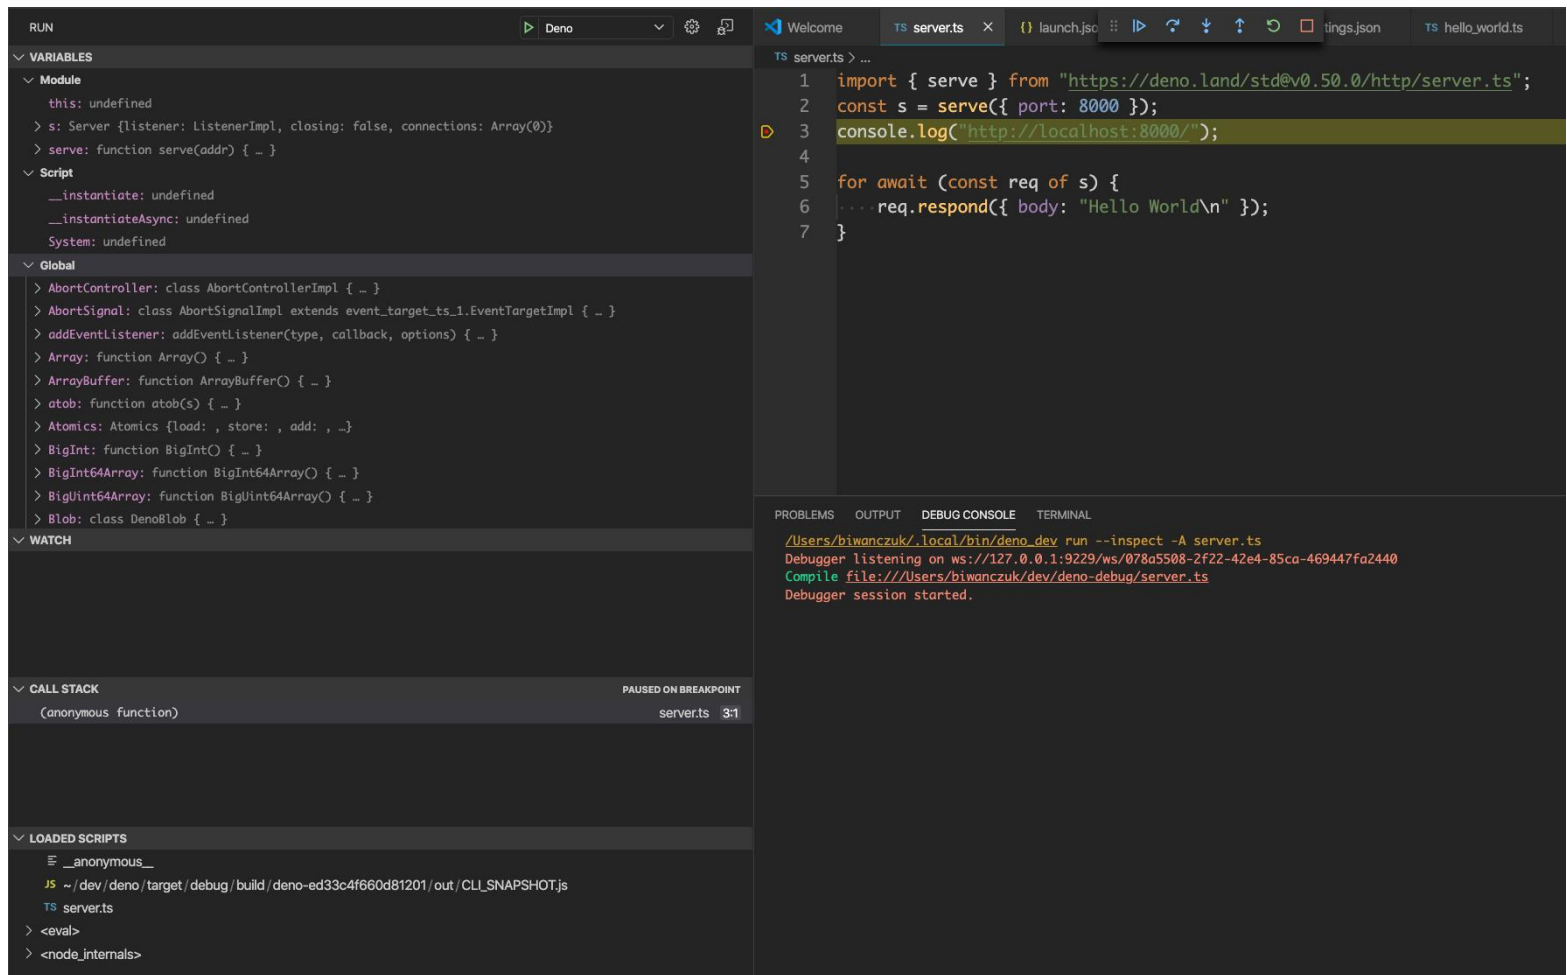 RUN
Deno
VARIABLES
Module
this: undefined
s: Server {listener: ListenerImpl, closing: false, connections: Array(0)}
serve: function serve(addr) { … }
Script
__instantiate: undefined
__instantiateAsync: undefined
System: undefined
Global
AbortController: class AbortControllerImpl { … }
AbortSignal: class AbortSignalImpl extends event_target_ts_1.EventTargetImpl { … }
addEventListener: addEventListener(type, callback, options) { … }
Array: function Array() { … }
ArrayBuffer: function ArrayBuffer() { … }
atob: function atob(s) { … }
Atomics: Atomics {load: , store: , add: , …}
BigInt: function BigInt() { … }
BigInt64Array: function BigInt64Array() { … }
BigUint64Array: function BigUint64Array() { … }
Blob: class DenoBlob { … }
WATCH
CALL STACK PAUSED ON BREAKPOINT
(anonymous function) server.ts 3:1
LOADED SCRIPTS
__anonymous__
JS ~/dev/deno/target/debug/build/deno-ed33c4f660d81201/out/CLI_SNAPSHOT.js
TS server.ts
<eval>
<node_internals>
Welcome TS server.ts {} launch.jso tings.json TS hello_world.ts
TS server.ts > ...
1 import { serve } from "https://deno.land/std@v0.50.0/http/server.ts";
2 const s = serve({ port: 8000 });
3 console.log("http://localhost:8000/");
4
5 for await (const req of s) {
6 ····req.respond({ body: "Hello World\n" });
7 }
PROBLEMS OUTPUT DEBUG CONSOLE TERMINAL
/Users/biwanczuk/.local/bin/deno_dev run --inspect -A server.ts
Debugger listening on ws://127.0.0.1:9229/ws/078a5508-2f22-42e4-85ca-469447fa2440
Compile file:///Users/biwanczuk/dev/deno-debug/server.ts
Debugger session started.